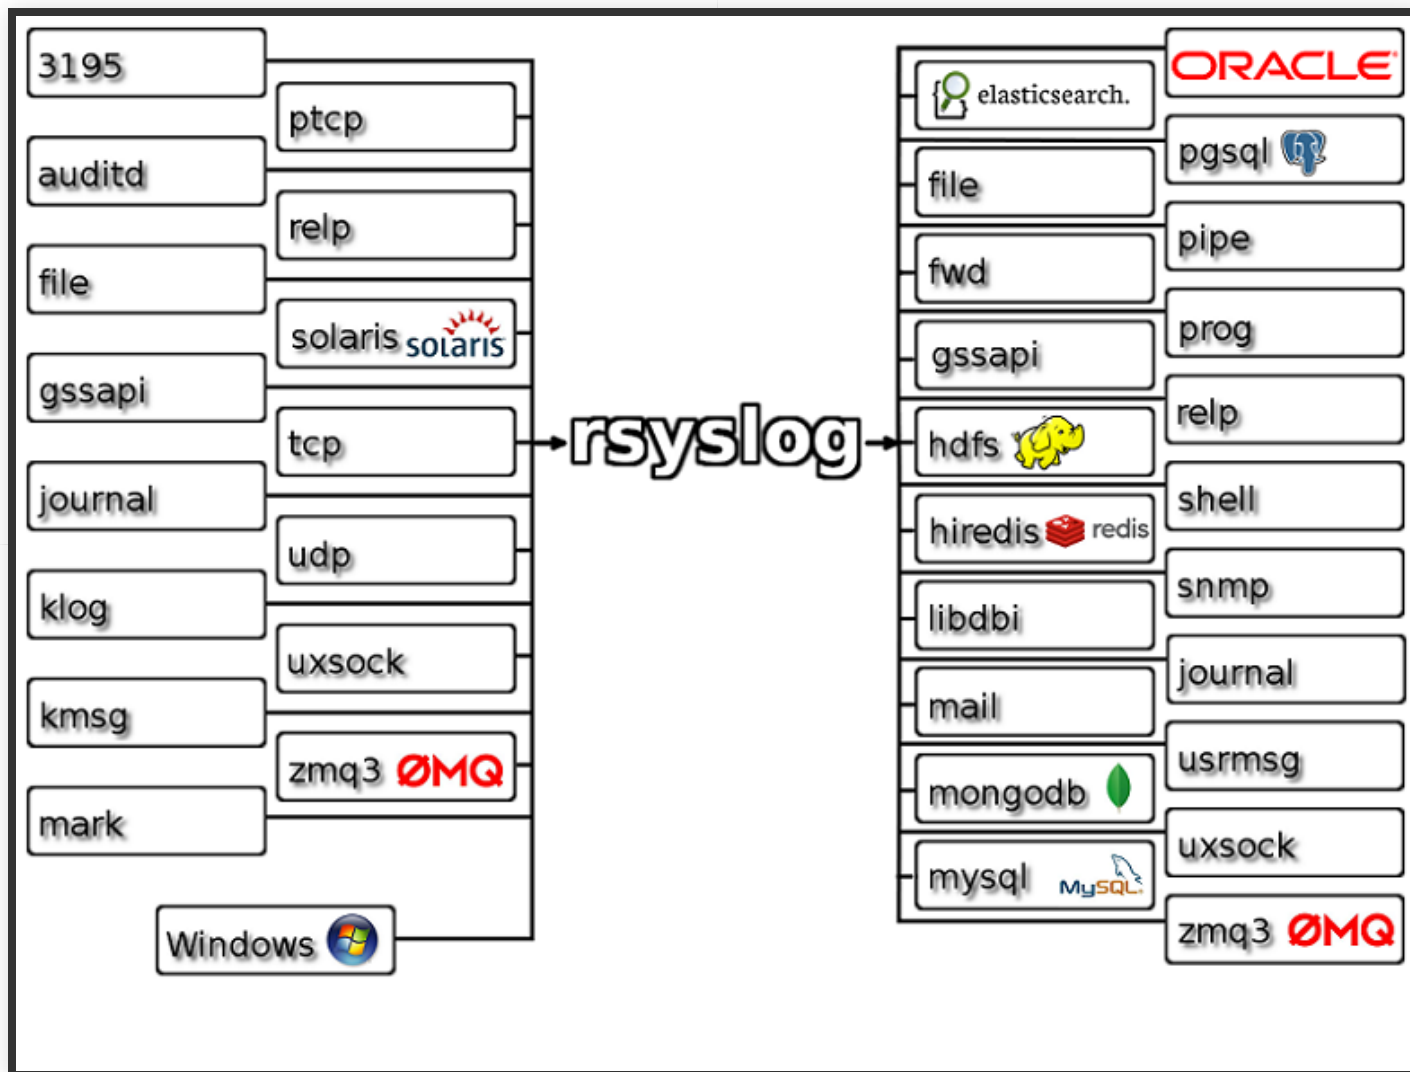 3195
ptcp
auditd
relp
file
solaris solaris
gssapi
tcp
journal
udp
klog
uxsock
kmsg
zmq3 ØMQ
mark
Windows
rsyslog
ORACLE
elasticsearch.
pgsql
file
pipe
fwd
prog
gssapi
relp
hdfs
shell
hiredis redis
snmp
libdbi
journal
mail
usrmsg
mongodb
uxsock
mysql MySQL
zmq3 ØMQ